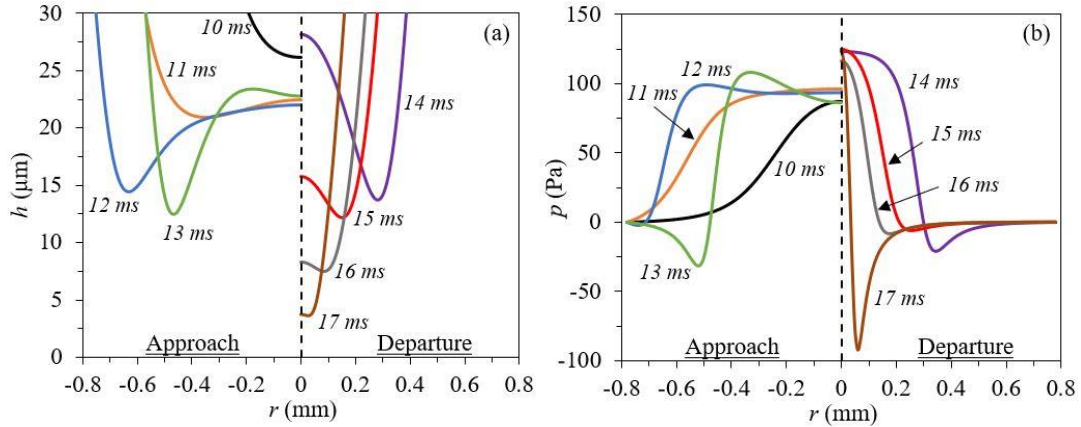 (a)
30
25
20
15
10
5
0
h (μm)
10 ms
11 ms
12 ms
13 ms
14 ms
15 ms
16 ms
17 ms
Approach
Departure
-0.8 -0.6 -0.4 -0.2 0 0.2 0.4 0.6 0.8
r (mm)
(b)
150
100
50
0
-50
-100
p (Pa)
12 ms
11 ms
10 ms
13 ms
14 ms
15 ms
16 ms
17 ms
Approach
Departure
-0.8 -0.6 -0.4 -0.2 0 0.2 0.4 0.6 0.8
r (mm)